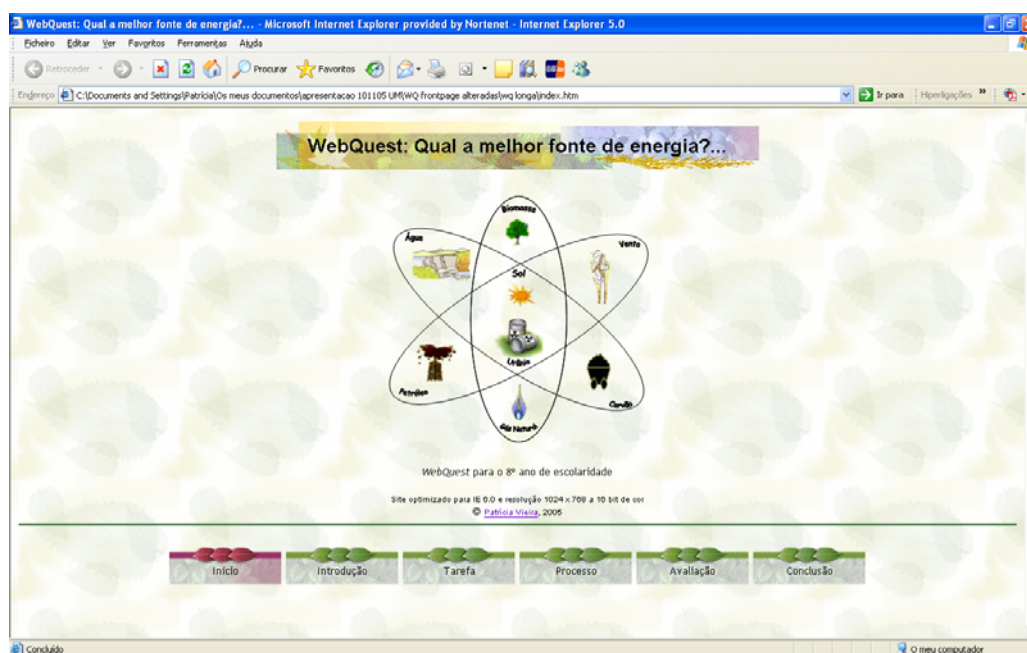 WebQuest: Qual a melhor fonte de energia?... - Microsoft Internet Explorer provided by Nortenet - Internet Explorer 5.0
Ficheiro Editar Ver Favoritos Ferramentas Ajuda
Retroceder Procurar Favoritos
Endereço C:\Documents and Settings\Patrícia\Os meus documentos\apresentacao 101105 UM\WQ frontpage alteradas\wq longa\index.htm Ir para Hiperligações »
WebQuest: Qual a melhor fonte de energia?...
Biomassa
Água
Vento
Sol
Urânio
Petróleo
Carvão
Gás Natural
WebQuest para o 8º ano de escolaridade
Site optimizado para IE 6.0 e resolução 1024 x 768 a 16 bit de cor
© Patrícia Vieira, 2005
Início Introdução Tarefa Processo Avaliação Conclusão
Concluído O meu computador